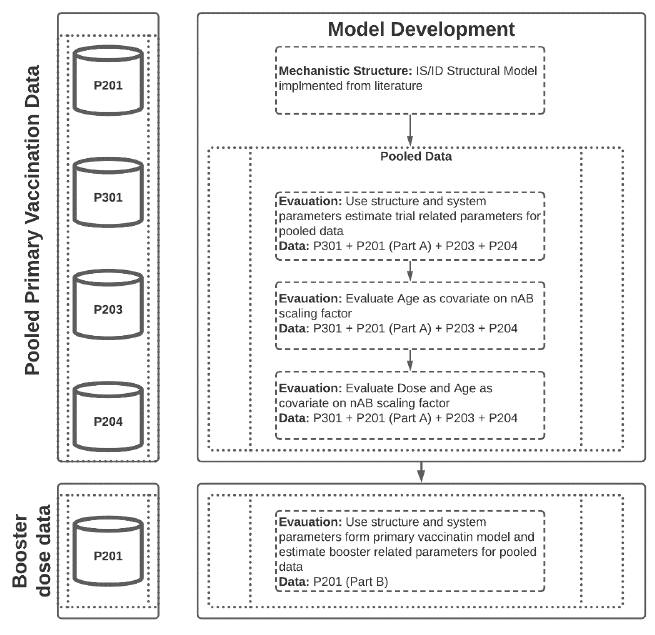 Pooled Primary Vaccination Data
P201
P301
P203
P204
Model Development
Mechanistic Structure: IS/ID Structural Model
implmented from literature
Pooled Data
Evauation: Use structure and system
parameters estimate trial related parameters for
pooled data
Data: P301 + P201 (Part A) + P203 + P204
Evauation: Evaluate Age as covariate on nAB
scaling factor
Data: P301 + P201 (Part A) + P203 + P204
Evauation: Evaluate Dose and Age as
covariate on nAB scaling factor
Data: P301 + P201 (Part A) + P203 + P204
Booster
dose data
P201
Evauation: Use structure and system
parameters form primary vaccinatin model and
estimate booster related parameters for pooled
data
Data: P201 (Part B)